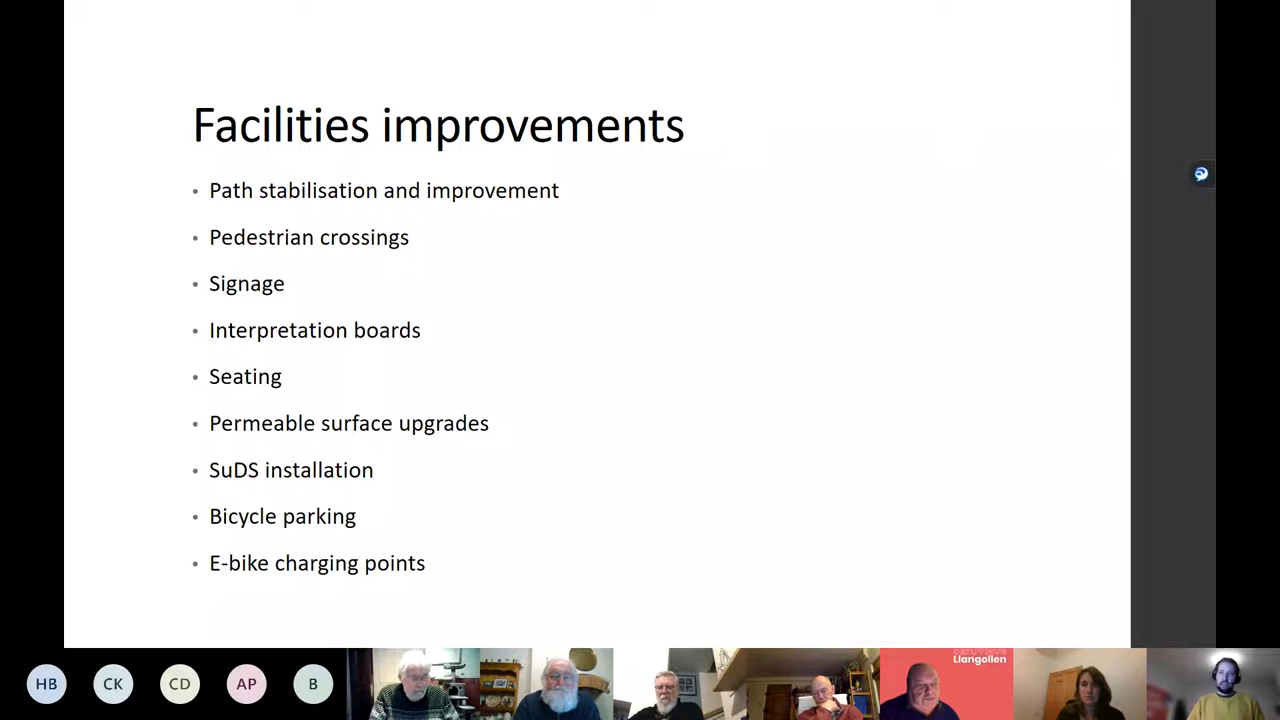 Facilities improvements
• Path stabilisation and improvement
• Pedestrian crossings
• Signage
• Interpretation boards
• Seating
• Permeable surface upgrades
• SuDS installation
• Bicycle parking
• E-bike charging points
HB CK CD AP B
Llangollen